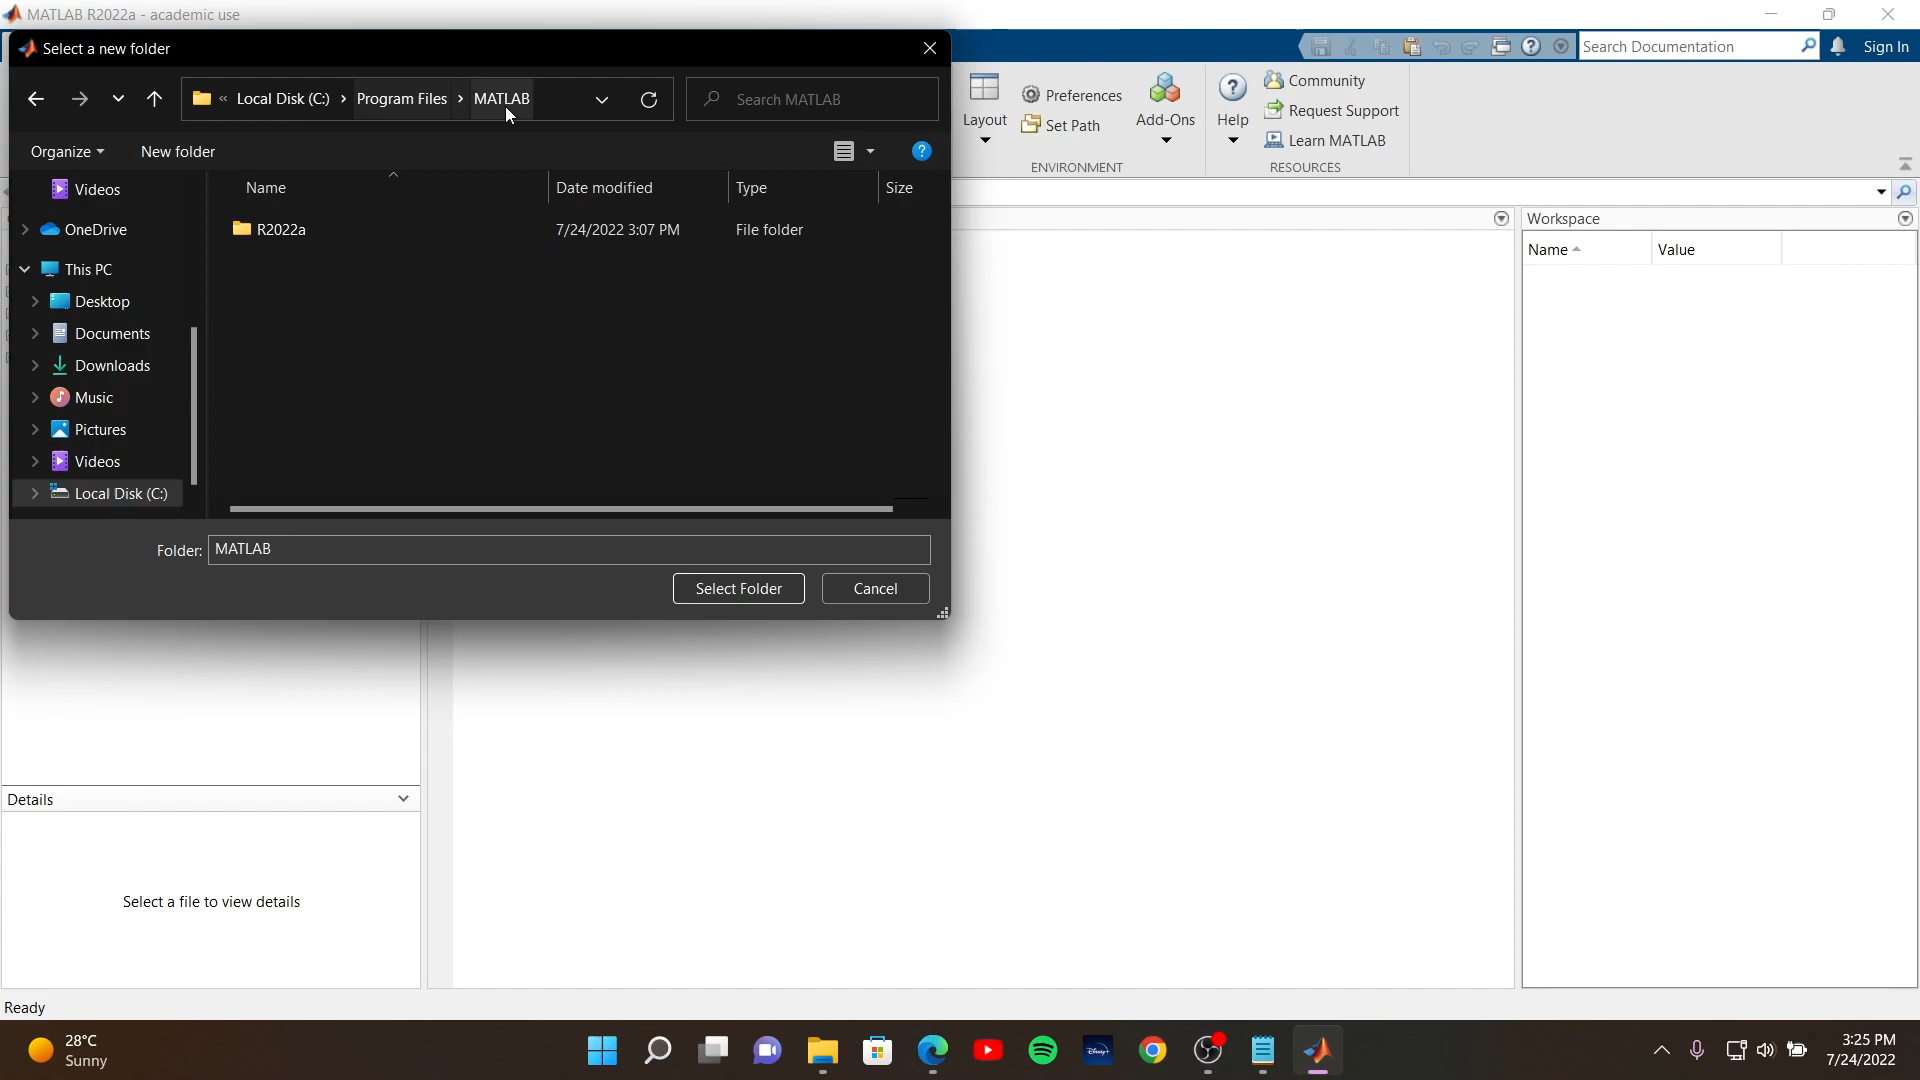 MATLAB R2022a - academic use
Select a new folder
Search Documentation
Sign In
« Local Disk (C:) › Program Files › MATLAB
Search MATLAB
Organize
New folder
Layout
Preferences
Set Path
Add-Ons
Help
Community
Request Support
Learn MATLAB
ENVIRONMENT
RESOURCES
Name
Date modified
Type
Size
R2022a
7/24/2022 3:07 PM
File folder
Videos
OneDrive
This PC
Desktop
Documents
Downloads
Music
Pictures
Videos
Local Disk (C:)
Folder: MATLAB
Select Folder
Cancel
Workspace
Name
Value
Details
Select a file to view details
Ready
28°C
Sunny
Disney+
3:25 PM
7/24/2022